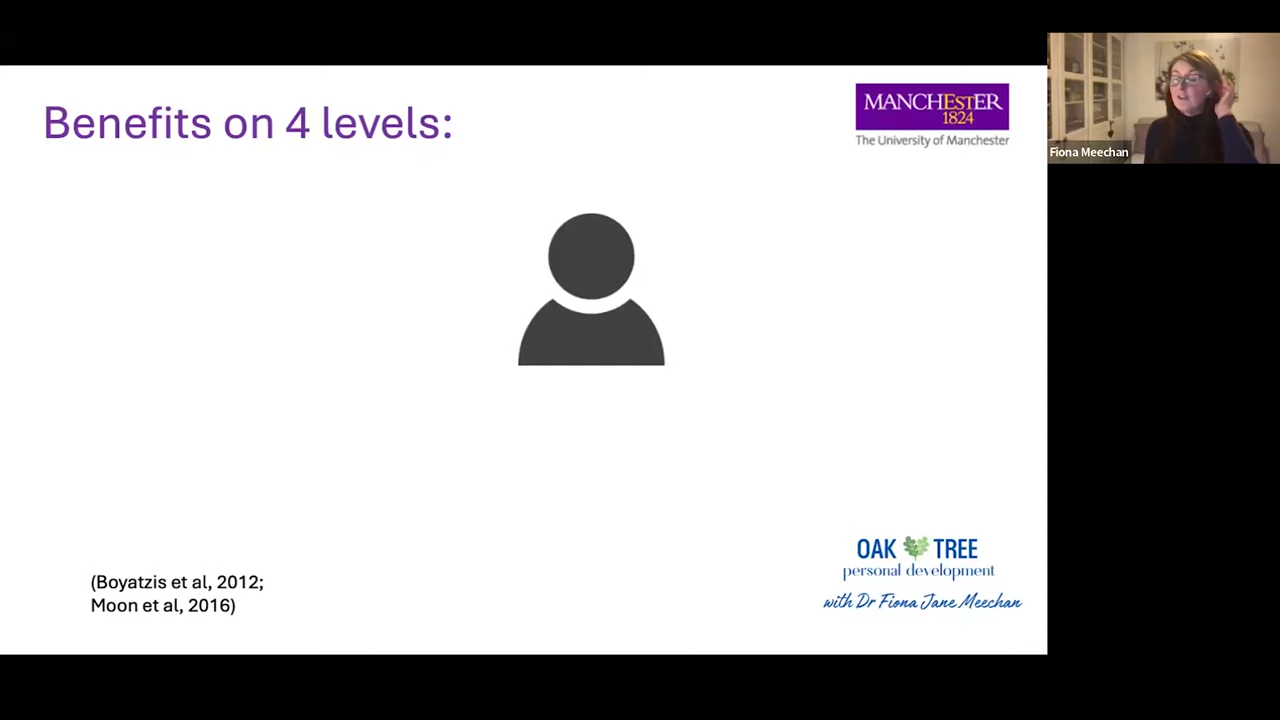 Benefits on 4 levels:
MANCHESTER
1824
The University of Manchester
Fiona Meechan
(Boyatzis et al, 2012;
Moon et al, 2016)
OAK TREE
personal development
with Dr Fiona Jane Meechan